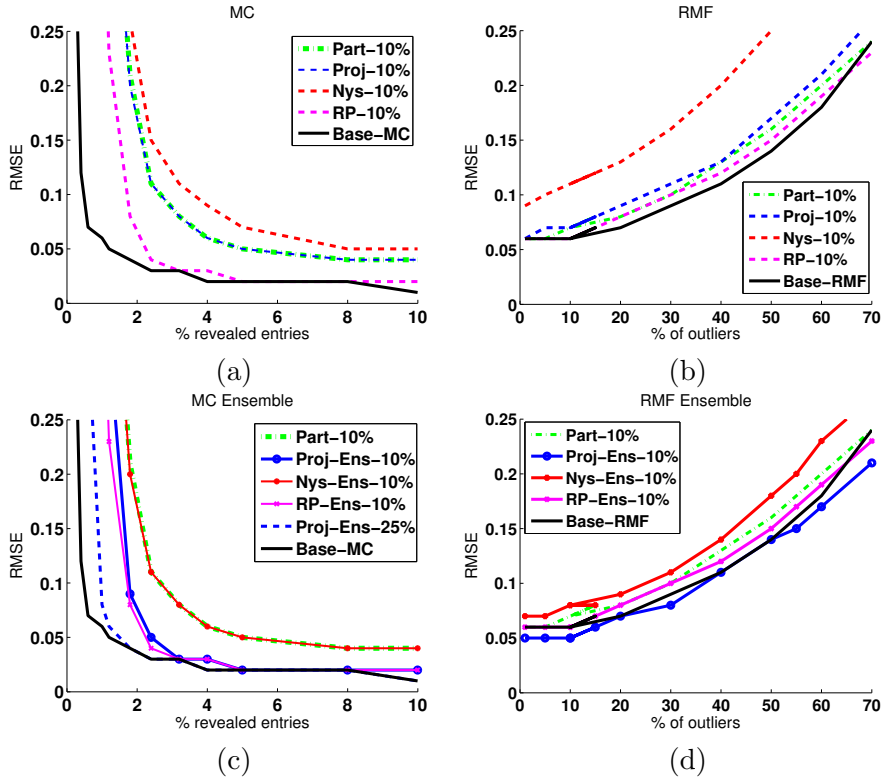 MC
0.25
0.2
0.15
0.1
0.05
0
RMSE
Part-10%
Proj-10%
Nys-10%
RP-10%
Base-MC
0 2 4 6 8 10
% revealed entries
(a)
RMF
0.25
0.2
0.15
0.1
0.05
0
RMSE
Part-10%
Proj-10%
Nys-10%
RP-10%
Base-RMF
0 10 20 30 40 50 60 70
% of outliers
(b)
MC Ensemble
0.25
0.2
0.15
0.1
0.05
0
RMSE
Part-10%
Proj-Ens-10%
Nys-Ens-10%
RP-Ens-10%
Proj-Ens-25%
Base-MC
0 2 4 6 8 10
% revealed entries
(c)
RMF Ensemble
0.25
0.2
0.15
0.1
0.05
0
RMSE
Part-10%
Proj-Ens-10%
Nys-Ens-10%
RP-Ens-10%
Base-RMF
0 10 20 30 40 50 60 70
% of outliers
(d)